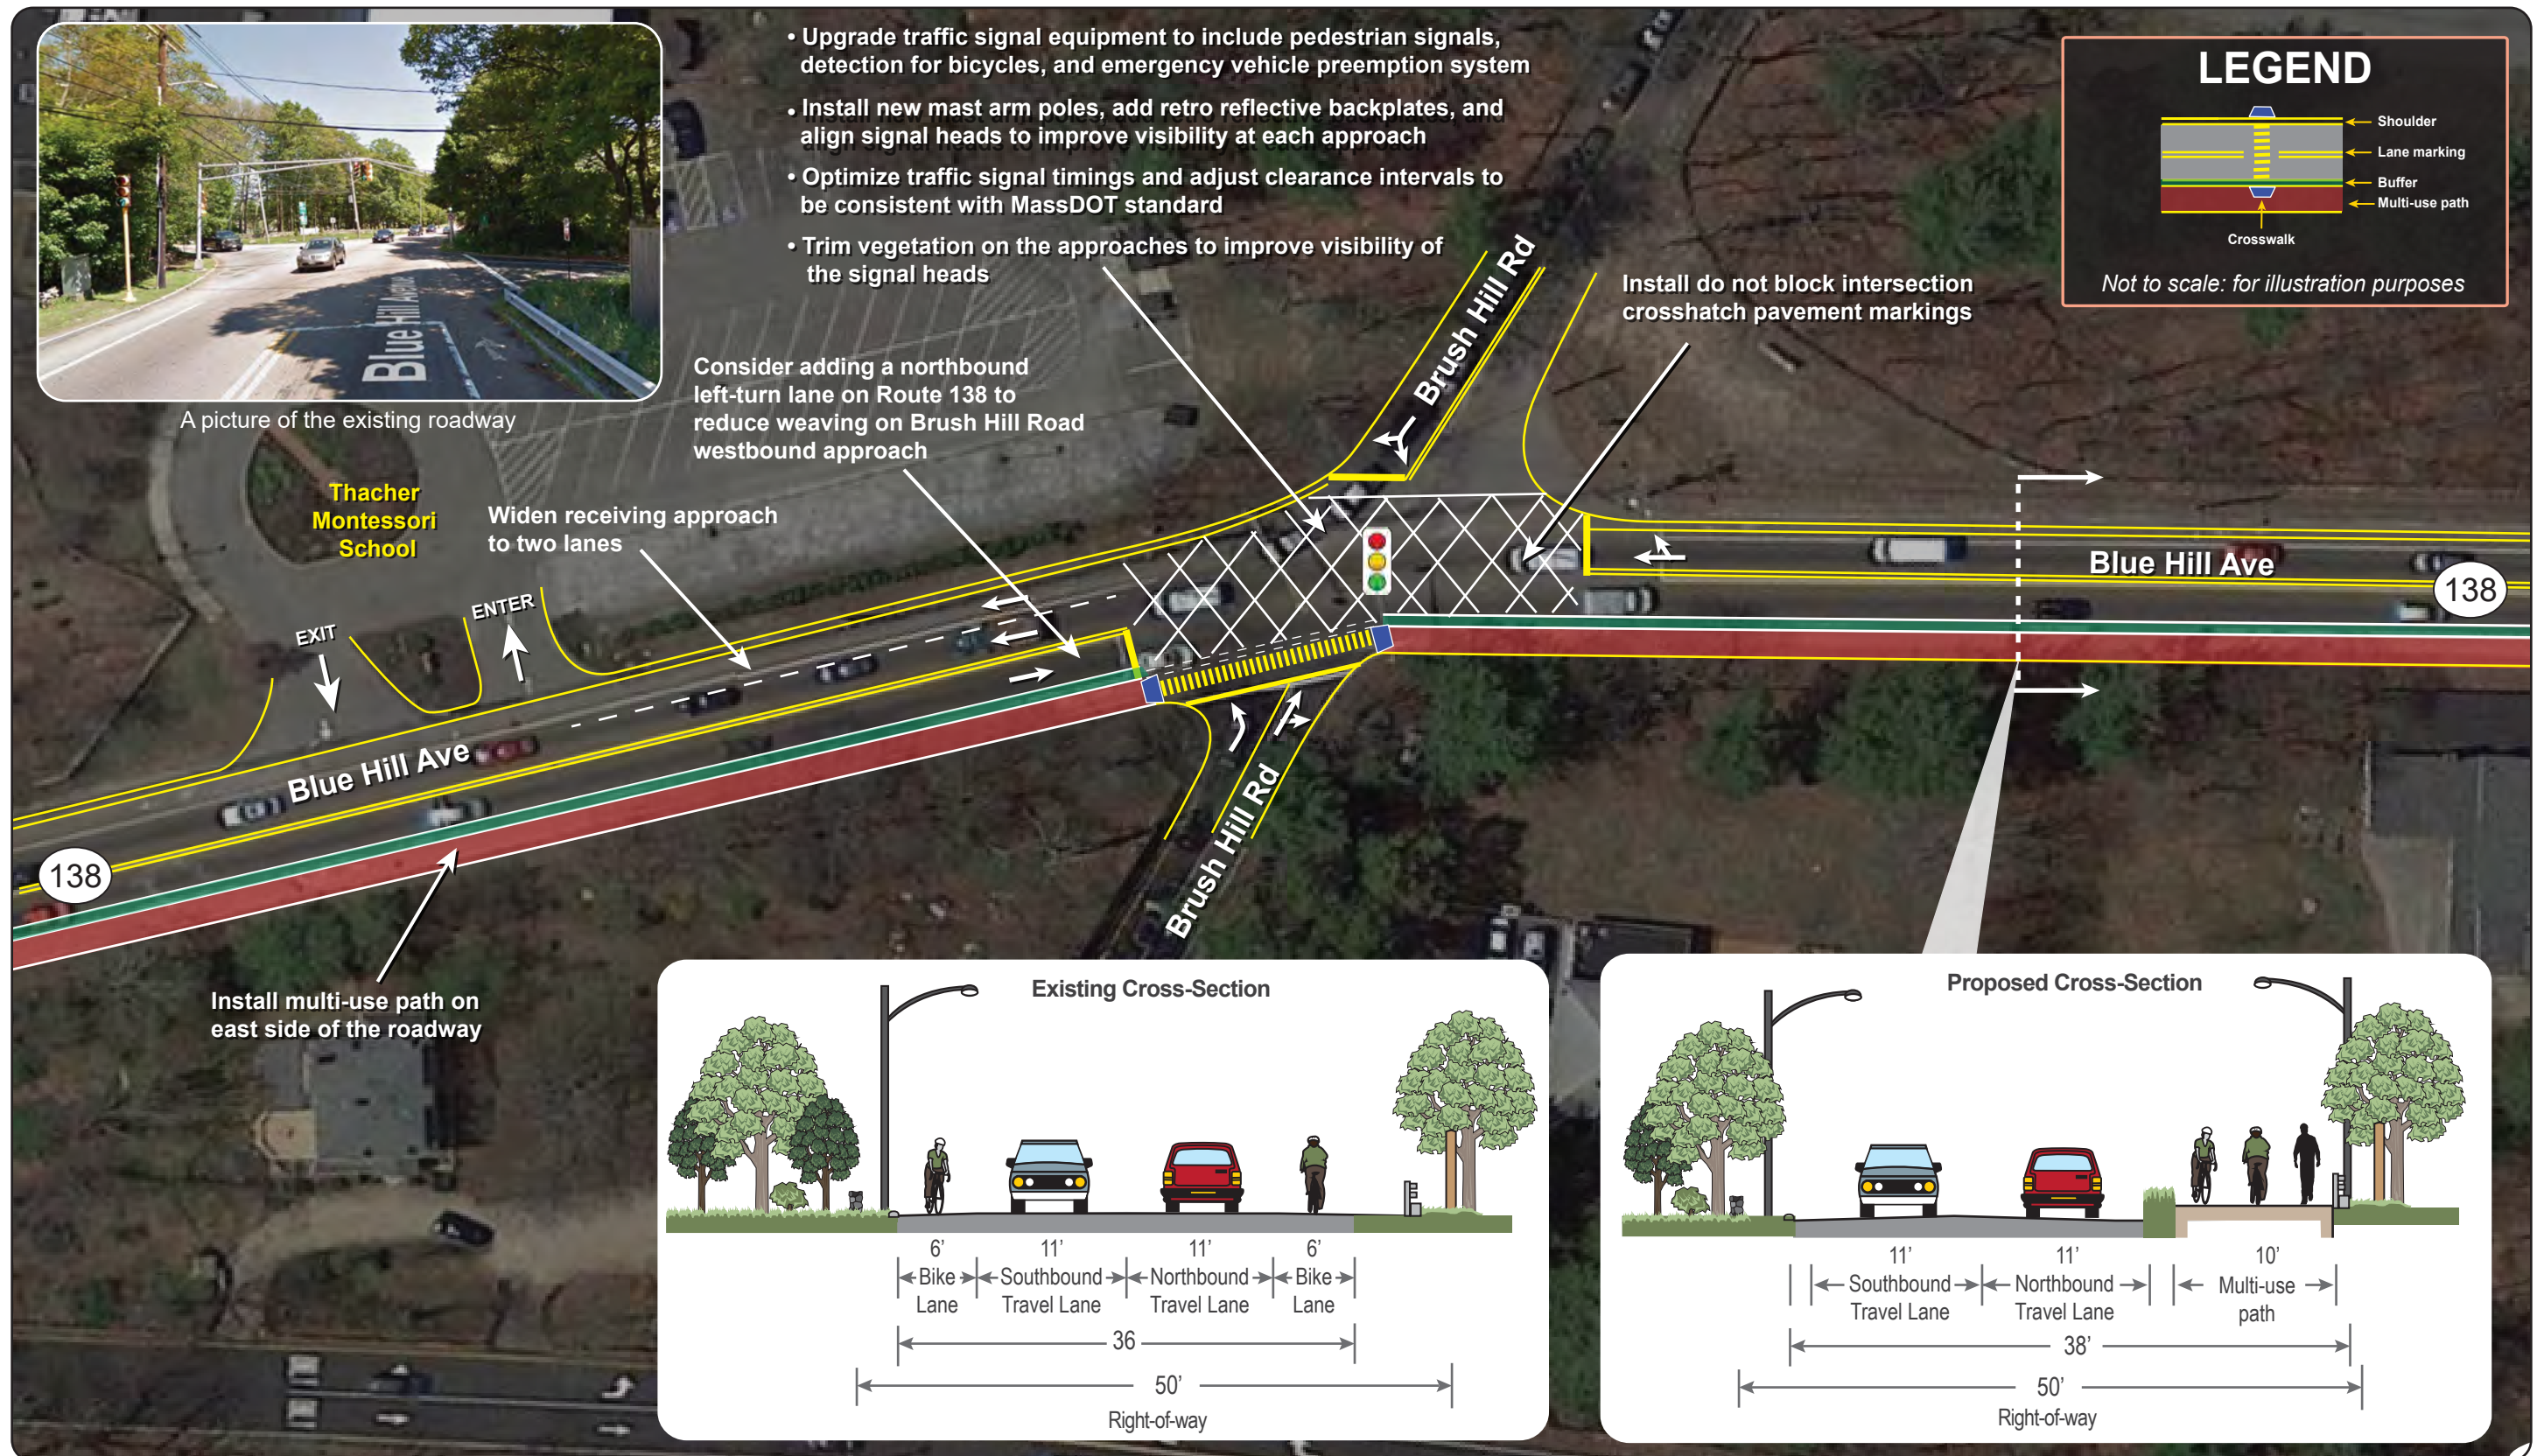 • Upgrade traffic signal equipment to include pedestrian signals,
detection for bicycles, and emergency vehicle preemption system
• Install new mast arm poles, add retro reflective backplates, and
align signal heads to improve visibility at each approach
• Optimize traffic signal timings and adjust clearance intervals to
be consistent with MassDOT standard
• Trim vegetation on the approaches to improve visibility of
the signal heads
LEGEND
Shoulder
Lane marking
Buffer
Multi-use path
Crosswalk
Not to scale: for illustration purposes
Blue Hill Avenue
A picture of the existing roadway
Install do not block intersection
crosshatch pavement markings
Brush Hill Rd
Consider adding a northbound
left-turn lane on Route 138 to
reduce weaving on Brush Hill Road
westbound approach
Thacher
Montessori
School
Widen receiving approach
to two lanes
EXIT
ENTER
Blue Hill Ave
138
Blue Hill Ave
138
Brush Hill Rd
Install multi-use path on
east side of the roadway
Existing Cross-Section
6’
11’
11’
6’
Bike
Southbound
Northbound
Bike
Lane
Travel Lane
Travel Lane
Lane
36
50’
Right-of-way
Proposed Cross-Section
11’
11’
10’
Southbound
Northbound
Multi-use
Travel Lane
Travel Lane
path
38’
50’
Right-of-way